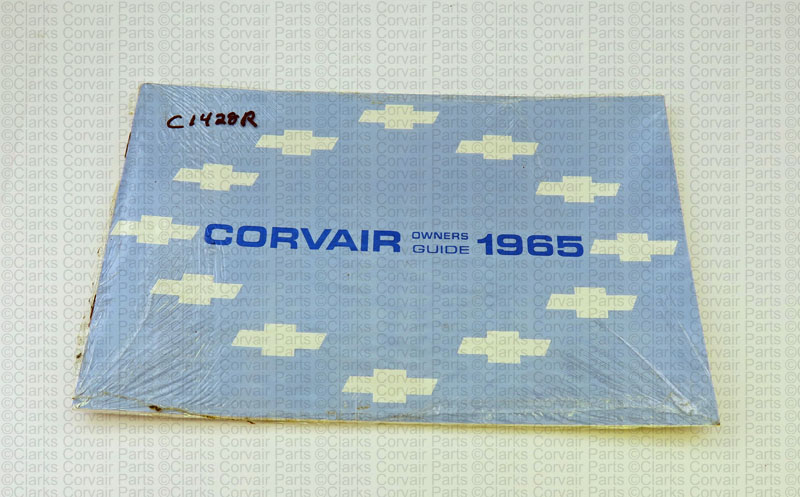 C1428R
CORVAIR OWNERS GUIDE 1965
©Clarks Corvair Parts